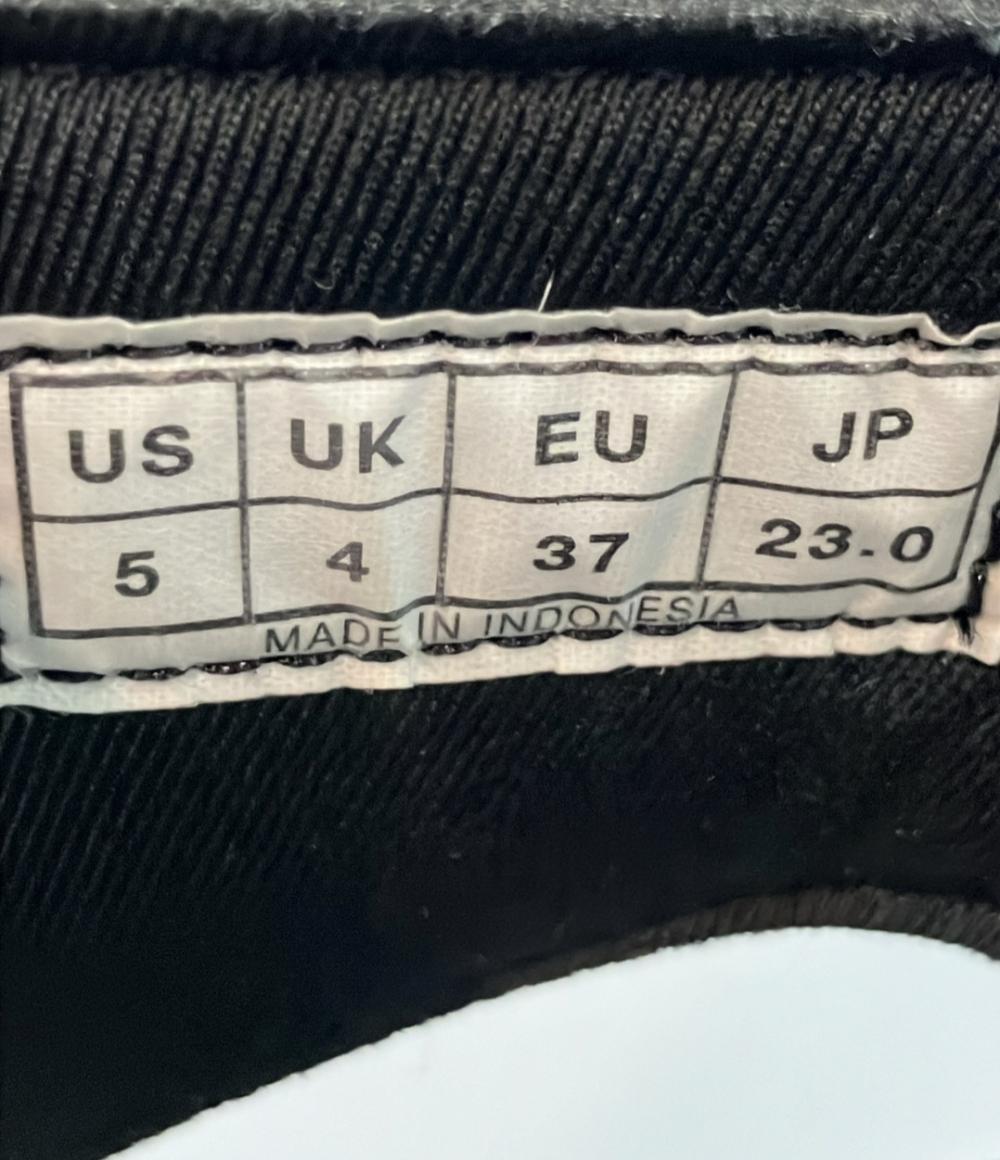 US UK EU JP
5 4 37 23.0
MADE IN INDONESIA